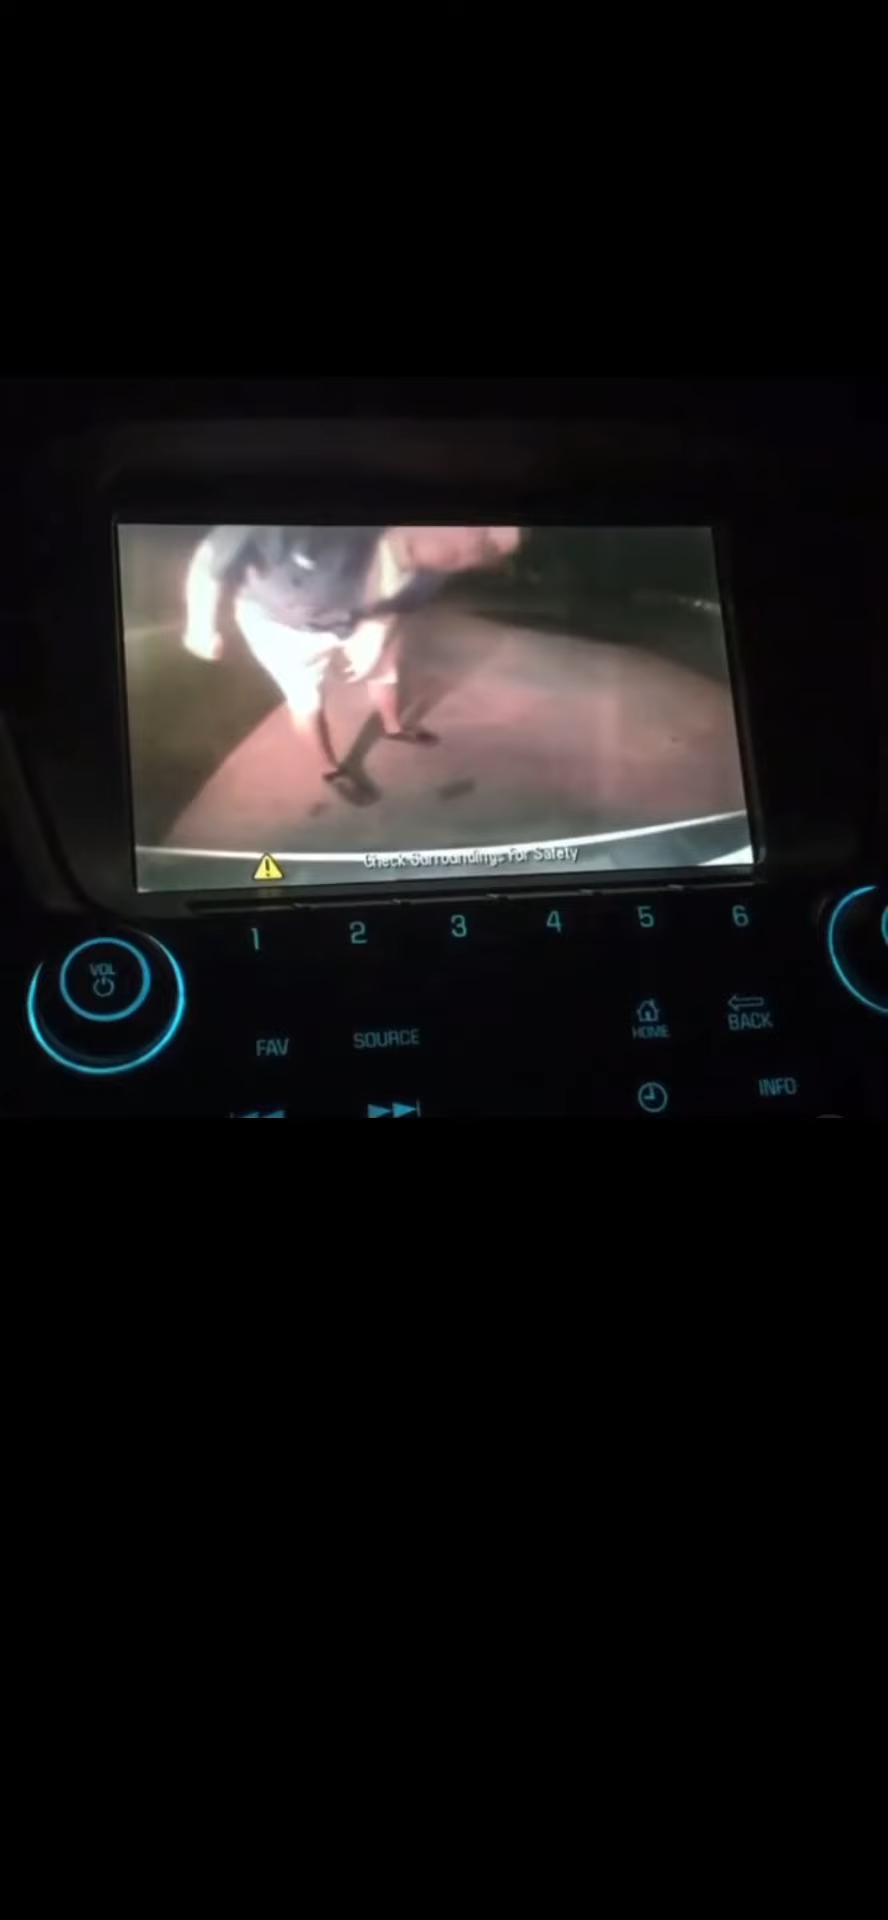 Check Surroundings For Safety
1 2 3 4 5 6
VOL
HOME
BACK
FAV
SOURCE
INFO